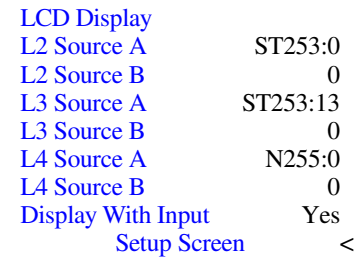 LCD Display
L2 Source A ST253:0
L2 Source B 0
L3 Source A ST253:13
L3 Source B 0
L4 Source A N255:0
L4 Source B 0
Display With Input Yes
Setup Screen <